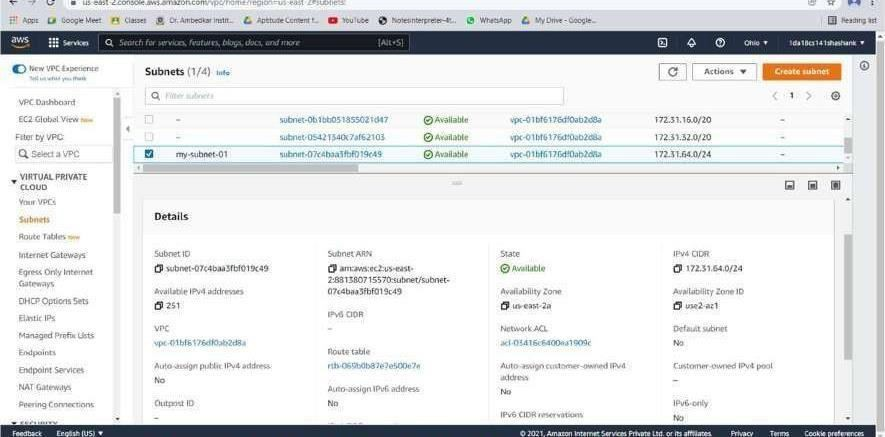 us-east-2.console.aws.amazon.com/vpc/home?region=us-east-2#subnets:
Apps Google Meet Classes Dr. Ambedkar Instit... Aptitude Content f... YouTube NotesInterpreter-4t... WhatsApp My Drive - Google... Reading list
aws Services Search for services, features, blogs, docs, and more [Alt+S] Ohio 1da18cs141shashank
New VPC Experience
Tell us what you think
VPC Dashboard
EC2 Global View New
Filter by VPC:
Select a VPC
VIRTUAL PRIVATE CLOUD
Your VPCs
Subnets
Route Tables New
Internet Gateways
Egress Only Internet Gateways
DHCP Options Sets
Elastic IPs
Managed Prefix Lists
Endpoints
Endpoint Services
NAT Gateways
Peering Connections
SECURITY
Subnets (1/4) Info
Actions Create subnet
Filter subnets
1
– subnet-0b1bb051855021d47 Available vpc-01bf6176df0ab2d8a 172.31.16.0/20 –
– subnet-05421340c7af62103 Available vpc-01bf6176df0ab2d8a 172.31.32.0/20 –
my-subnet-01 subnet-07c4baa3fbf019c49 Available vpc-01bf6176df0ab2d8a 172.31.64.0/24 –
Details
Subnet ID
subnet-07c4baa3fbf019c49
Available IPv4 addresses
251
VPC
vpc-01bf6176df0ab2d8a
Auto-assign public IPv4 address
No
Outpost ID
–
Subnet ARN
arn:aws:ec2:us-east-
2:881380715570:subnet/subnet-
07c4baa3fbf019c49
IPv6 CIDR
–
Route table
rtb-069b0b87e7e500e7e
Auto-assign IPv6 address
No
State
Available
Availability Zone
us-east-2a
Network ACL
acl-03416c6400ea1909c
Auto-assign customer-owned IPv4
address
No
IPv6 CIDR reservations
IPv4 CIDR
172.31.64.0/24
Availability Zone ID
use2-az1
Default subnet
No
Customer-owned IPv4 pool
–
IPv6-only
No
Feedback English (US) © 2021, Amazon Internet Services Private Ltd. or its affiliates. Privacy Terms Cookie preferences